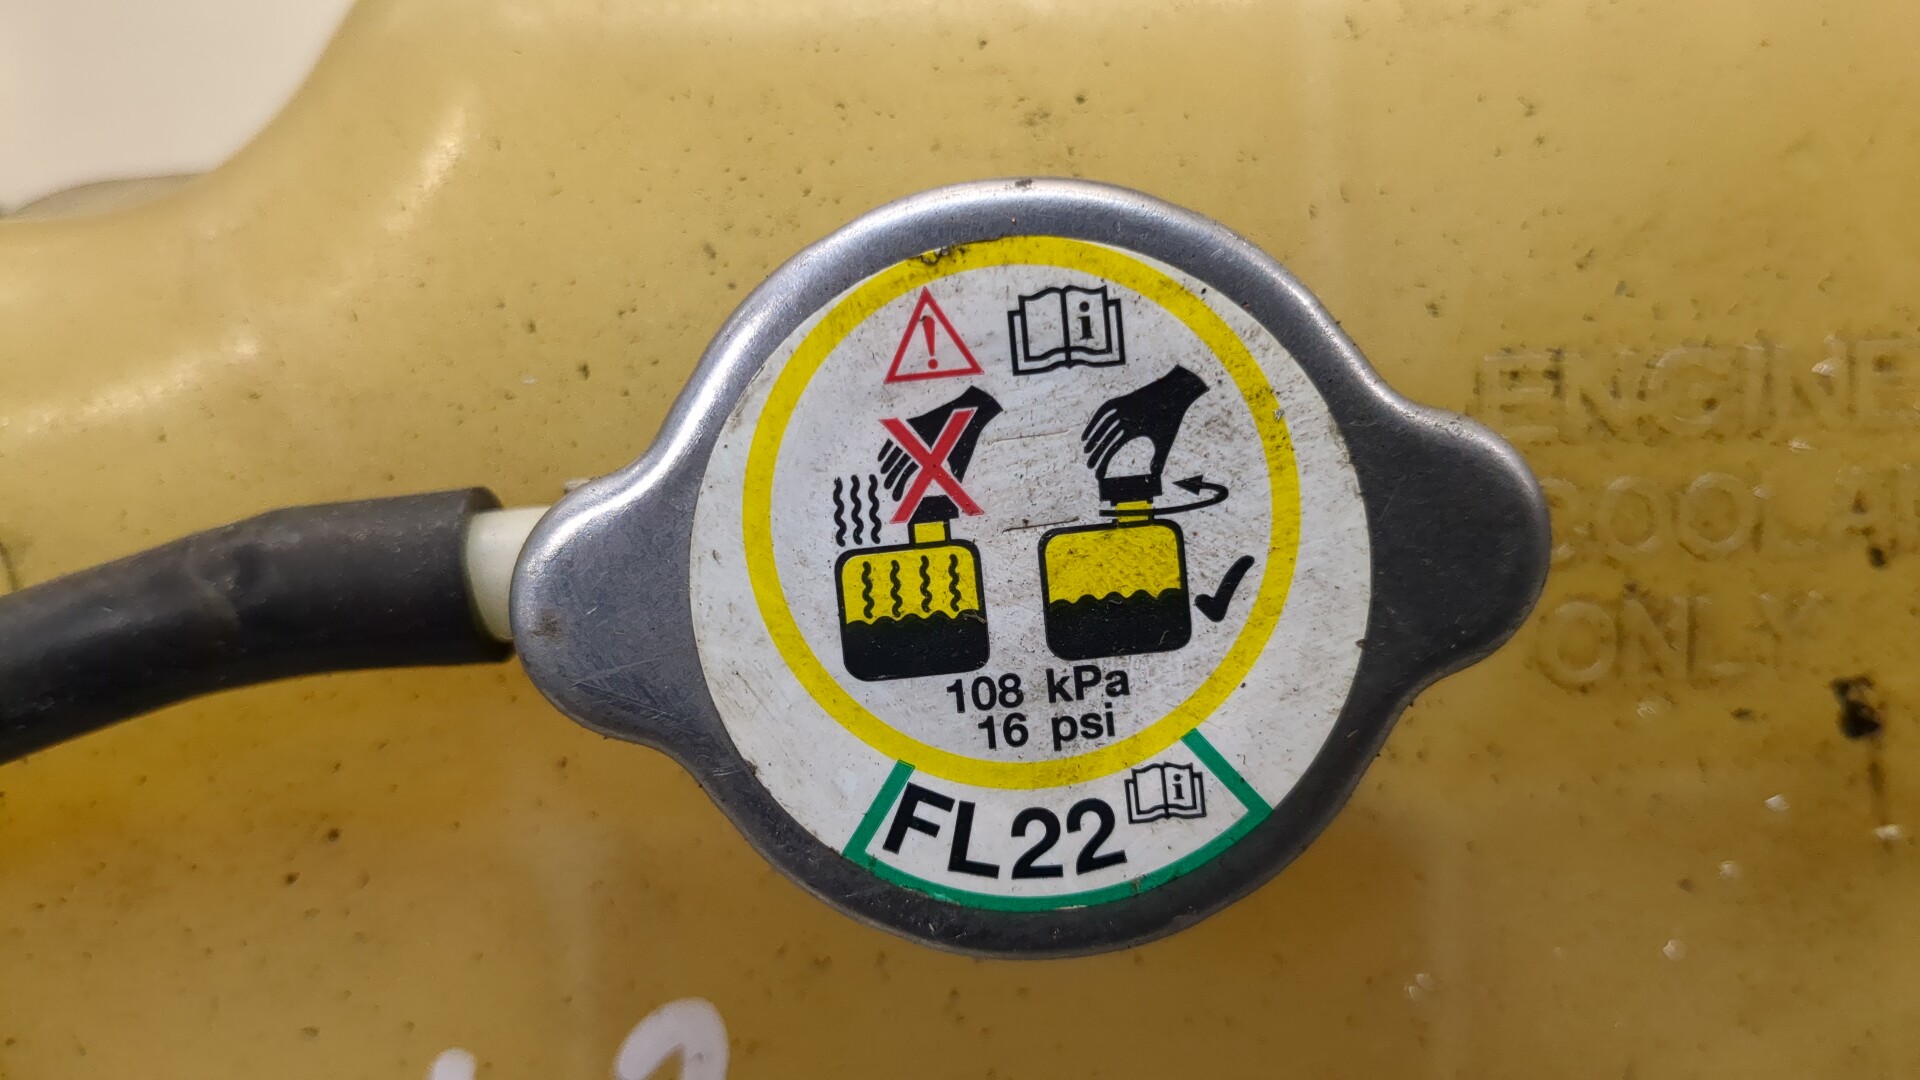 108 kPa
16 psi
FL22
ENGINE
ONLY